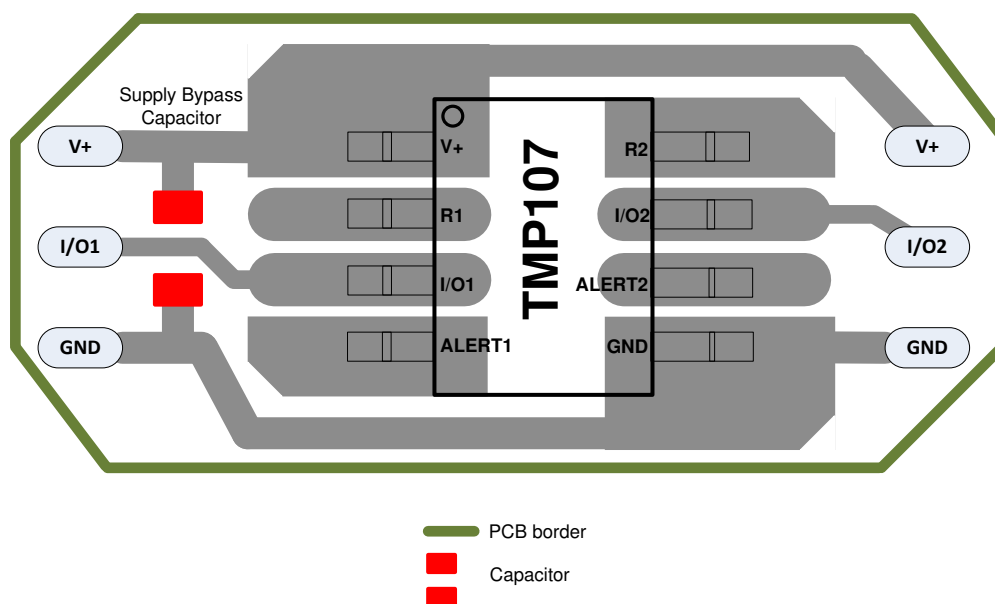 Supply Bypass
Capacitor
V+
V+
V+
R2
R1
I/O2
I/O1
I/O2
I/O1
ALERT2
TMP107
ALERT1
GND
GND
GND
PCB border
Capacitor